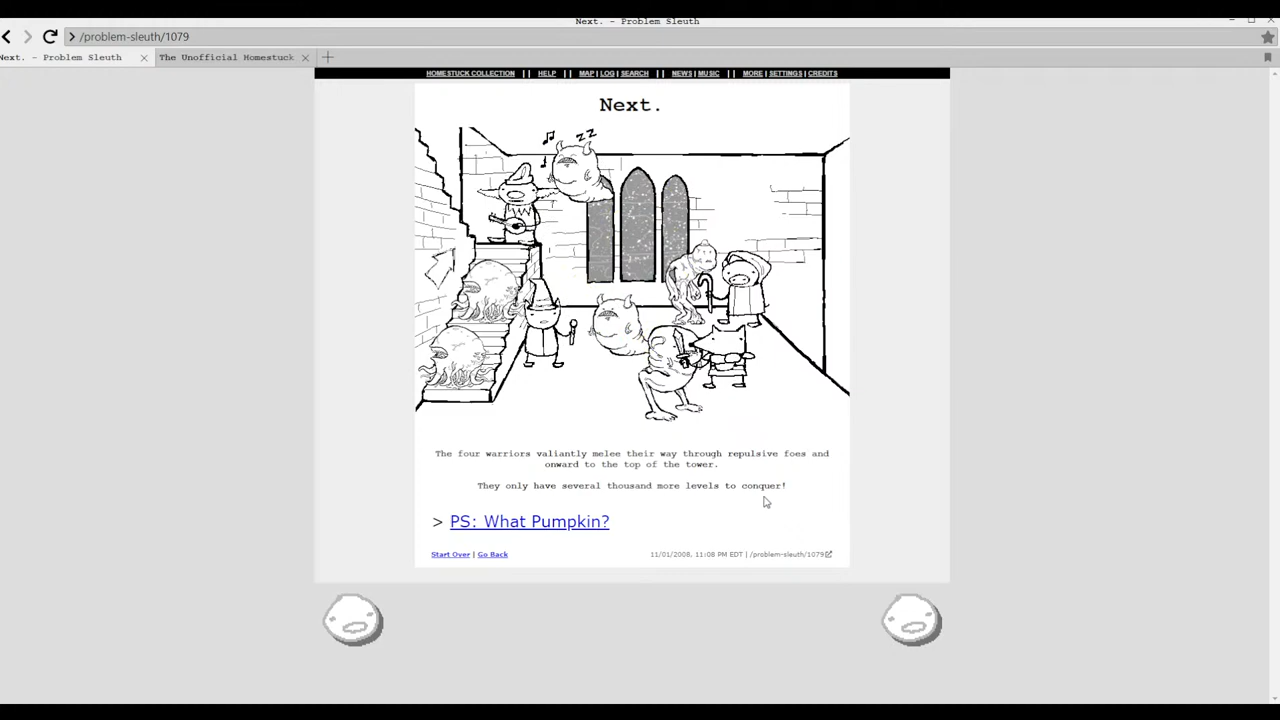 Next. - Problem Sleuth
/problem-sleuth/1079
Next. - Problem Sleuth
The Unofficial Homestuck
HOMESTUCK COLLECTION || HELP || MAP | LOG | SEARCH || NEWS | MUSIC || MORE | SETTINGS | CREDITS
Next.
zz
The four warriors valiantly melee their way through repulsive foes and
onward to the top of the tower.
They only have several thousand more levels to conquer!
> PS: What Pumpkin?
Start Over | Go Back
11/01/2008, 11:08 PM EDT | /problem-sleuth/1079